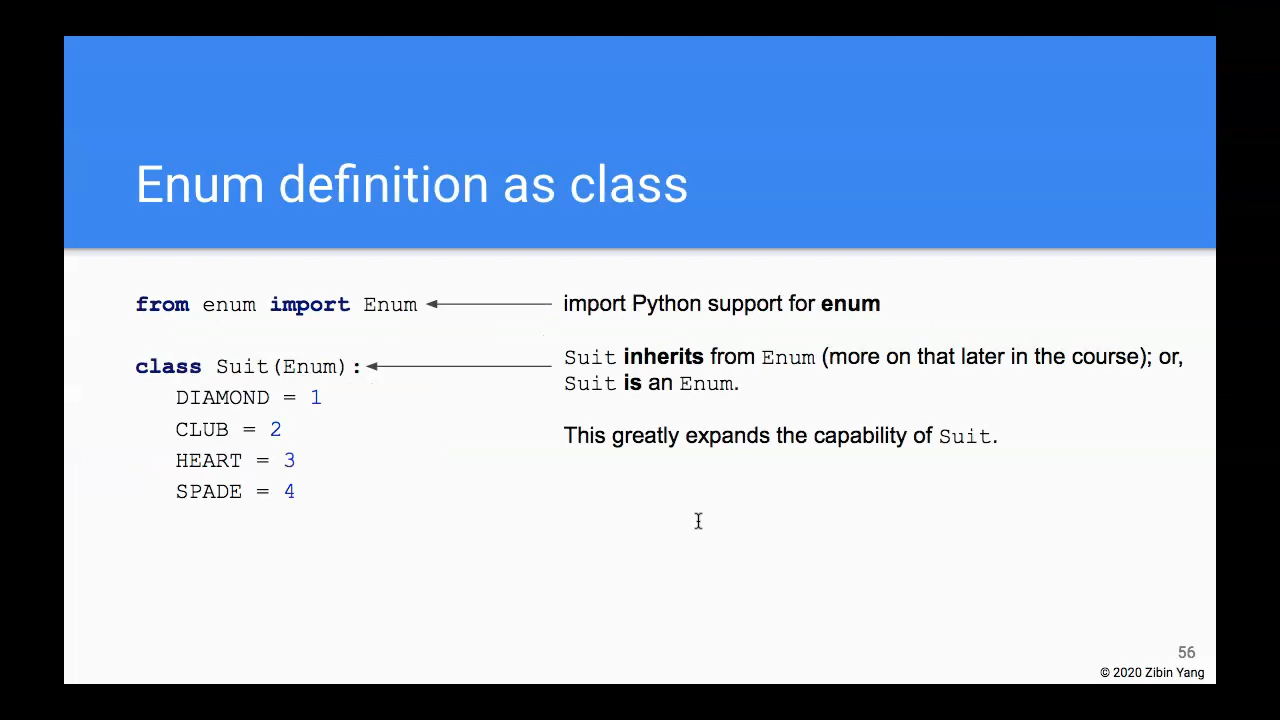 Enum definition as class
from enum import Enum
import Python support for enum
class Suit(Enum):
DIAMOND = 1
CLUB = 2
HEART = 3
SPADE = 4
Suit inherits from Enum (more on that later in the course); or,
Suit is an Enum.
This greatly expands the capability of Suit.
56
© 2020 Zibin Yang